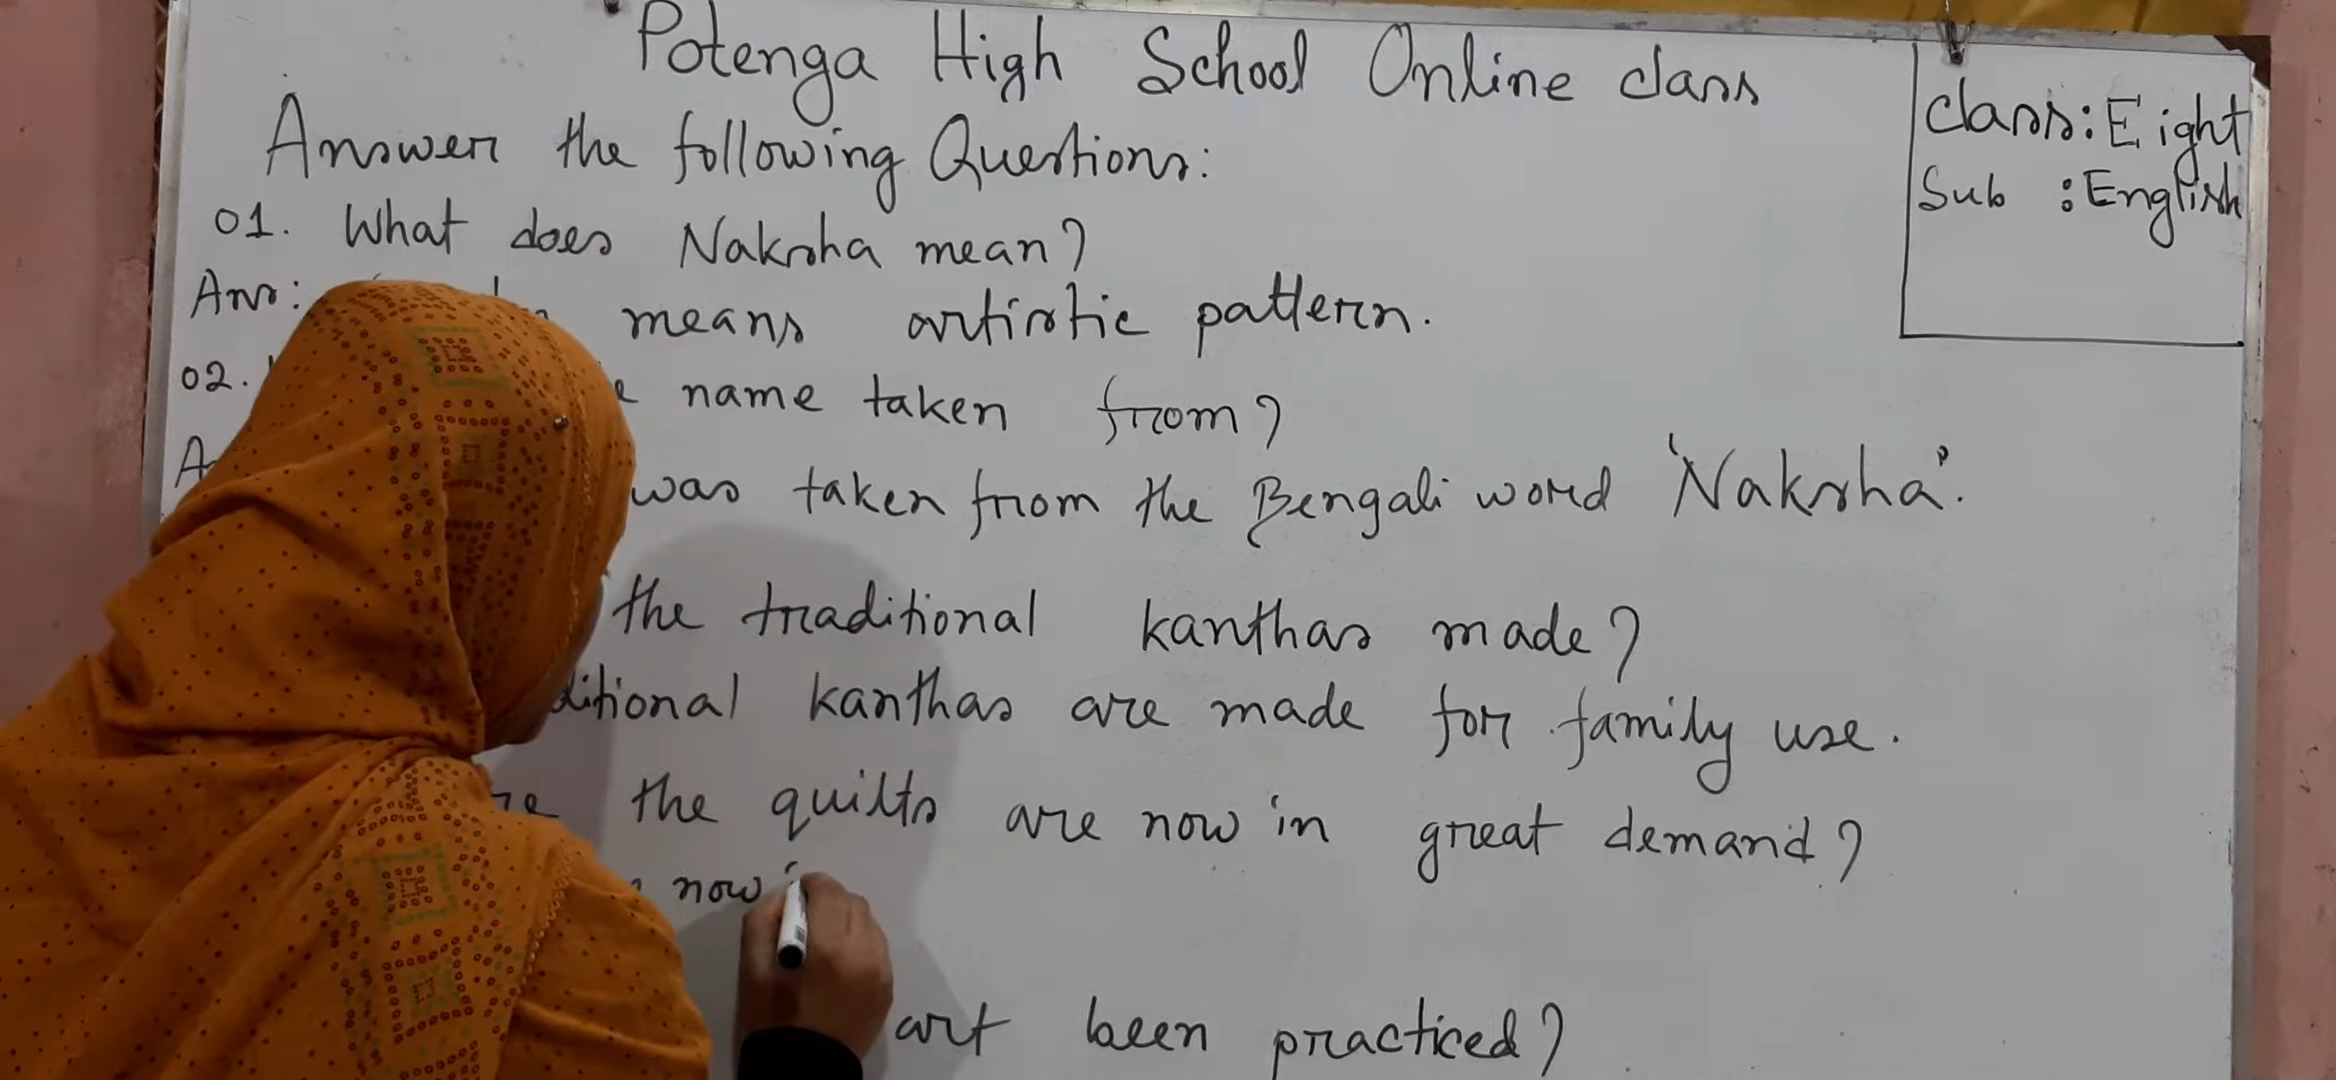 Potenga High School Online class
Class: Eight
Sub : English
Answer the following Questions:
01. What does Naksha mean?
Ans: means artistic pattern.
02. name taken from?
was taken from the Bengali word 'Naksha'.
the traditional kanthas made?
kanthas are made for family use.
the quilts are now in great demand?
now
art been practiced?